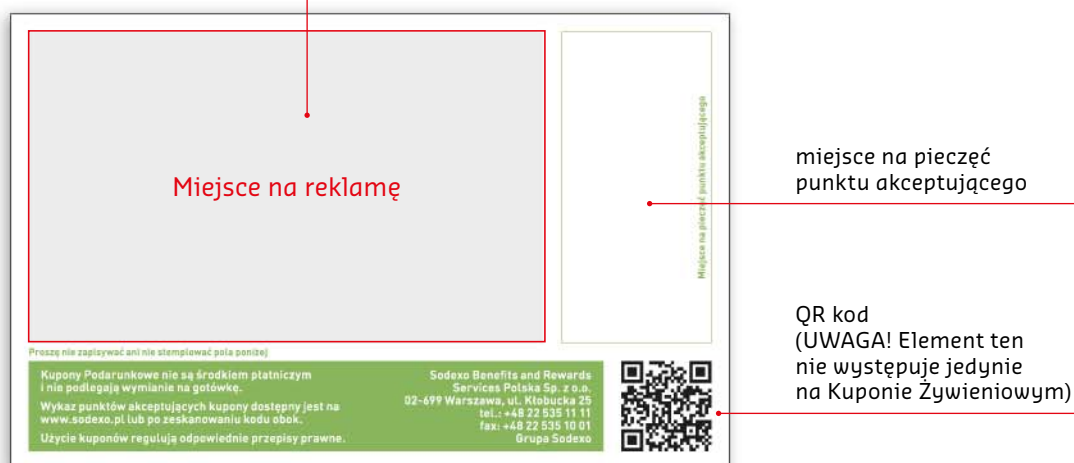 Miejsce na reklamę
Miejsce na pieczęć punktu akceptującego
miejsce na pieczęć
punktu akceptującego
QR kod
(UWAGA! Element ten
nie występuje jedynie
na Kuponie Żywieniowym)
Proszę nie zapisywać ani nie stemplować pola poniżej
Kupony Podarunkowe nie są środkiem płatniczym
i nie podlegają wymianie na gotówkę.
Wykaz punktów akceptujących kupony dostępny jest na
www.sodexo.pl lub po zeskanowaniu kodu obok.
Użycie kuponów regulują odpowiednie przepisy prawne.
Sodexo Benefits and Rewards
Services Polska Sp. z o.o.
02-699 Warszawa, ul. Kłobucka 25
tel.: +48 22 535 11 11
fax: +48 22 535 10 01
Grupa Sodexo